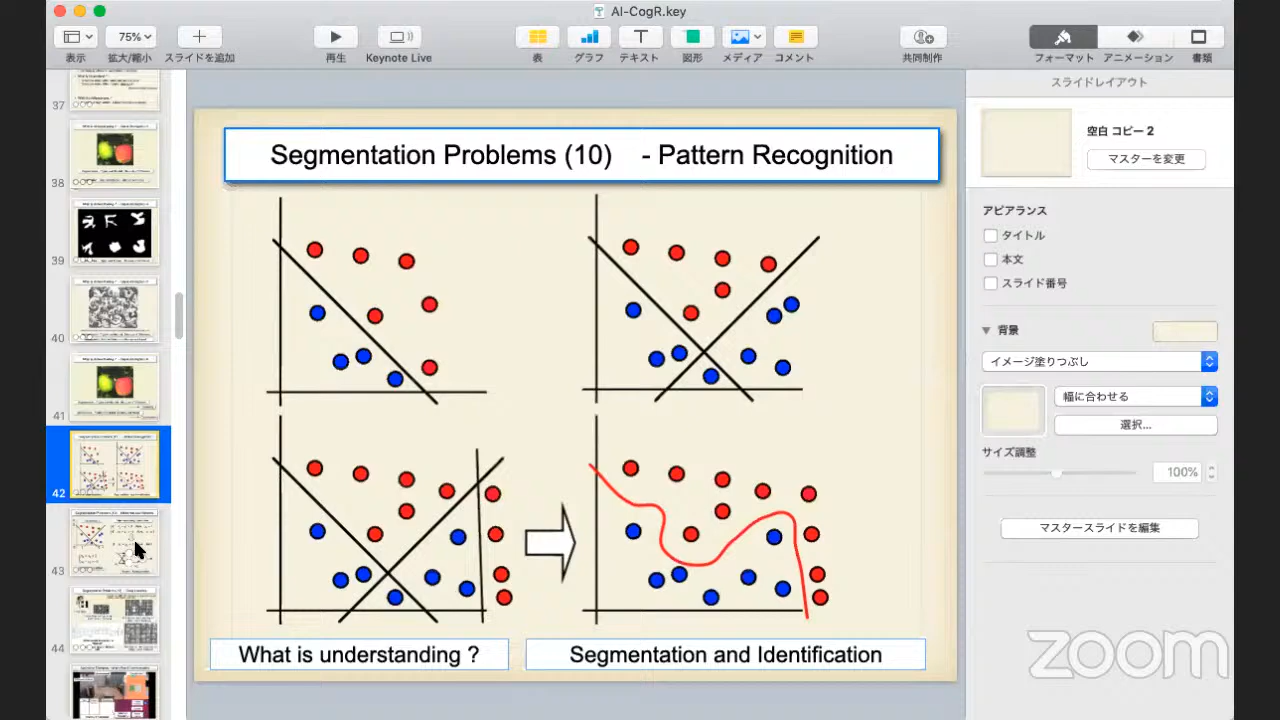 AI-CogR.key
75%
表示
拡大/縮小
スライドを追加
再生
Keynote Live
表
グラフ
テキスト
図形
メディア
コメント
共同制作
フォーマット
アニメーション
書類
スライドレイアウト
空白 コピー 2
マスターを変更
アピアランス
タイトル
本文
スライド番号
背景
イメージ塗りつぶし
幅に合わせる
選択...
サイズ調整
100%
マスタースライドを編集
37
38
39
40
41
42
43
44
Segmentation Problems (10) - Pattern Recognition
What is understanding ?
Segmentation and Identification
zoom